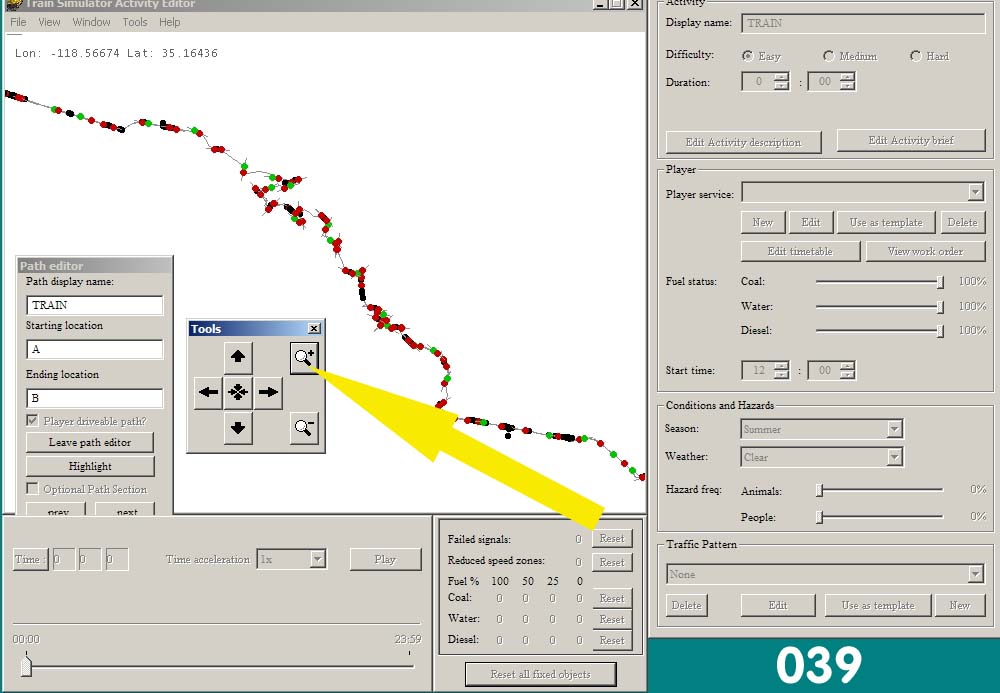 Train Simulator Activity Editor
File View Window Tools Help
Lon: -118.56674 Lat: 35.16436
Path editor
Path display name:
TRAIN
Starting location
A
Ending location
B
Player driveable path?
Leave path editor
Highlight
Optional Path Section
prev next
Tools
Time : 0 0 0
Time acceleration 1x
Play
00:00 23:59
Failed signals: 0 Reset
Reduced speed zones: 0 Reset
Fuel % 100 50 25 0
Coal: 0 0 0 0 Reset
Water: 0 0 0 0 Reset
Diesel: 0 0 0 0 Reset
Reset all fixed objects
Activity
Display name: TRAIN
Difficulty: Easy Medium Hard
Duration: 0 : 00
Edit Activity description Edit Activity brief
Player
Player service:
New Edit Use as template Delete
Edit timetable View work order
Fuel status: Coal: 100%
Water: 100%
Diesel: 100%
Start time: 12 : 00
Conditions and Hazards
Season: Summer
Weather: Clear
Hazard freq: Animals: 0%
People: 0%
Traffic Pattern
None
Delete Edit Use as template New
039